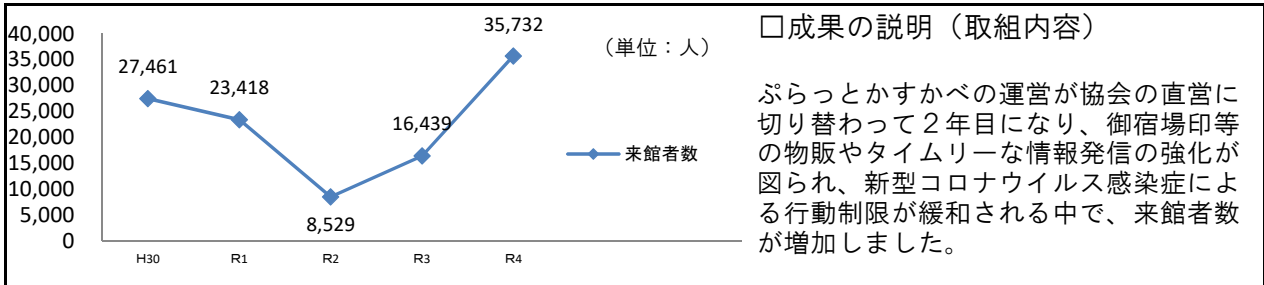 40,000
35,000
30,000
25,000
20,000
15,000
10,000
5,000
0
27,461
23,418
8,529
16,439
35,732
H30
R1
R2
R3
R4
（単位：人）
来館者数
□成果の説明（取組内容）
ぷらっとかすかべの運営が協会の直営に
切り替わって２年目になり、御宿場印等
の物販やタイムリーな情報発信の強化が
図られ、新型コロナウイルス感染症によ
る行動制限が緩和される中で、来館者数
が増加しました。